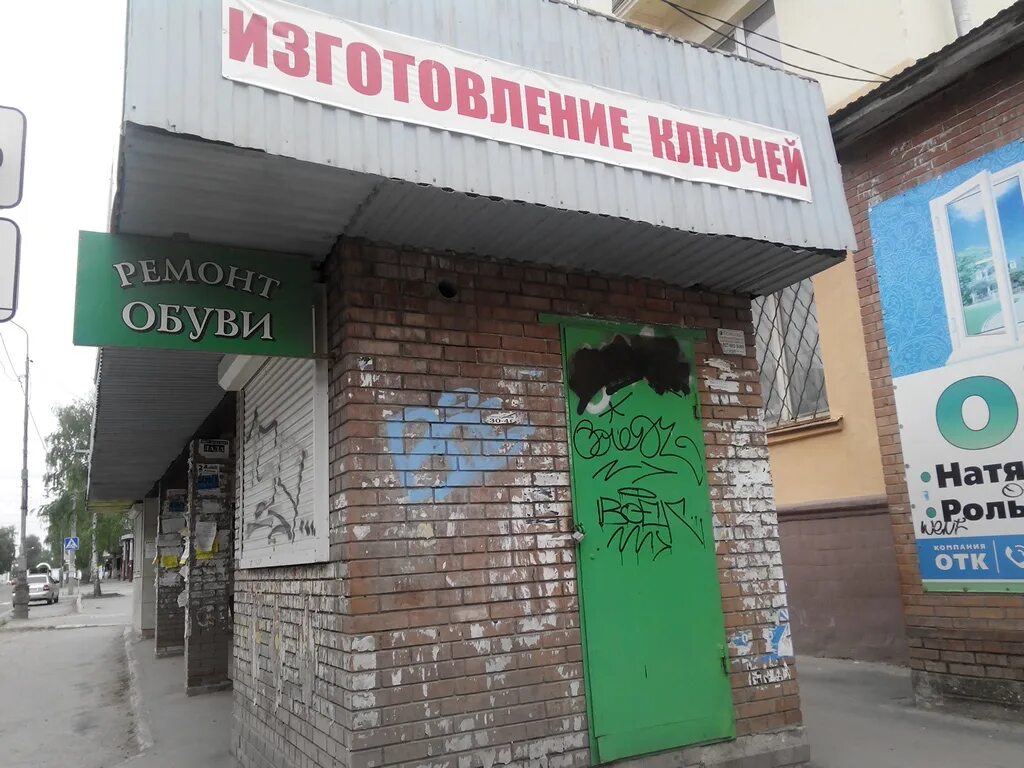 ИЗГОТОВЛЕНИЕ КЛЮЧЕЙ
РЕМОНТ
ОБУВИ
Натя
Роль
КОМПАНИЯ
ОТК